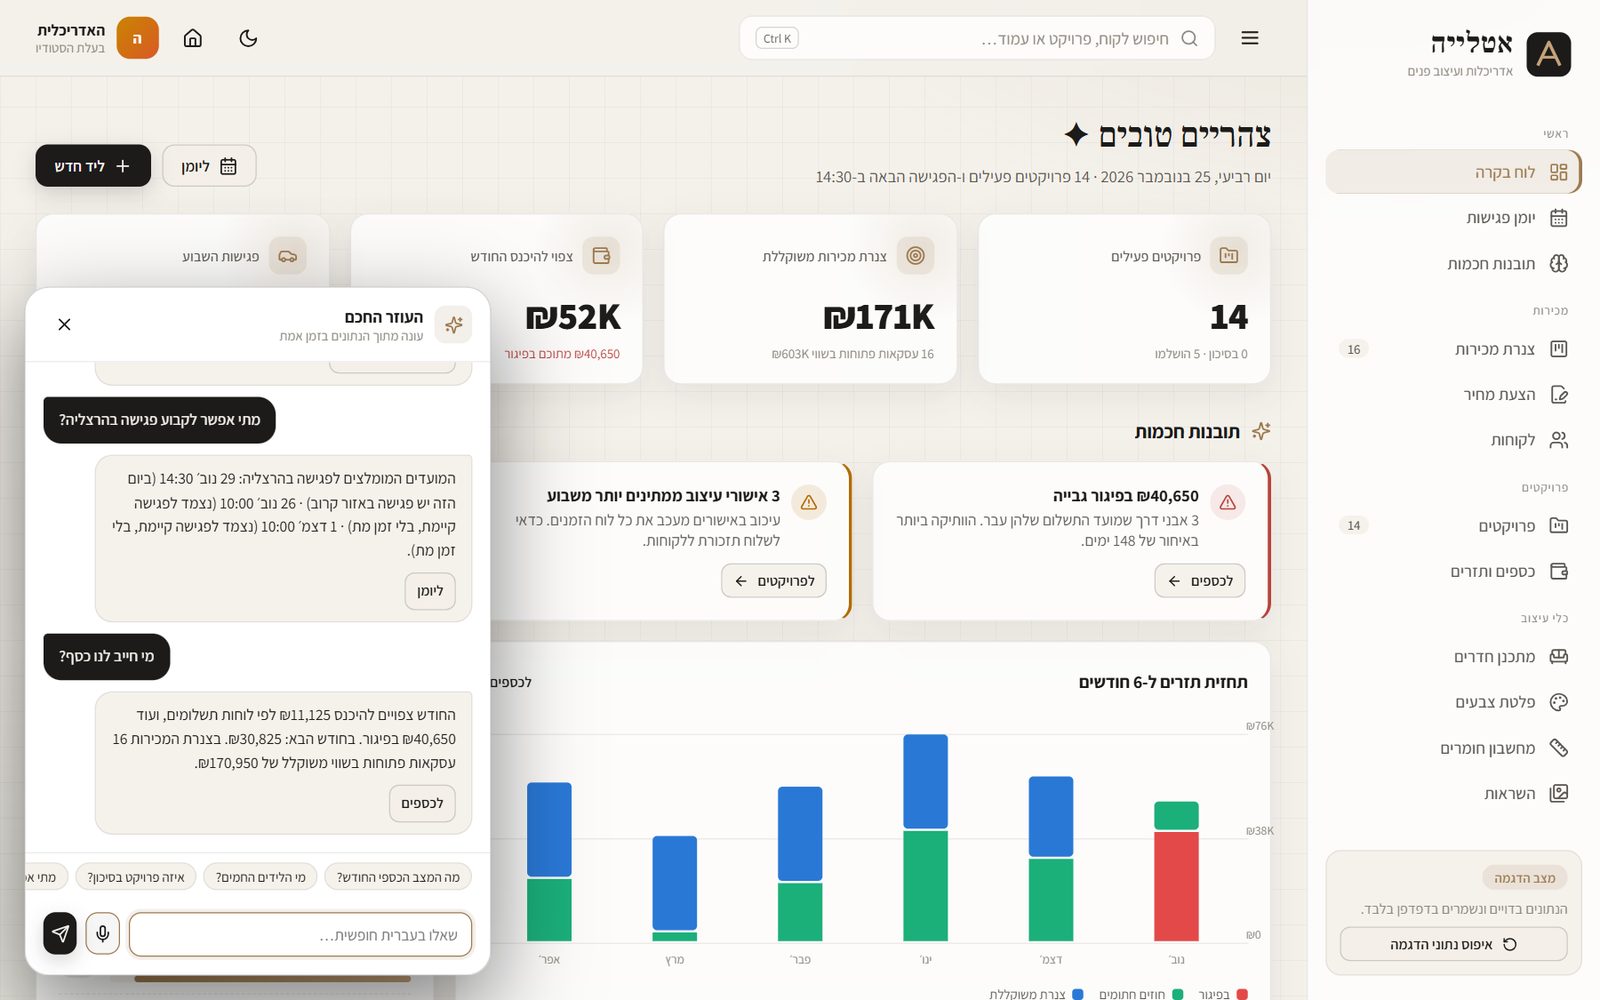 אטלייה
אדריכלות ועיצוב פנים
ראשי
לוח בקרה
יומן פגישות
תובנות חכמות
מכירות
צנרת מכירות
16
הצעת מחיר
לקוחות
פרויקטים
פרויקטים
14
כספים ותזרים
כלי עיצוב
מתכנן חדרים
פלטת צבעים
מחשבון חומרים
השראות
מצב הדגמה
הנתונים בדויים ונשמרים בדפדפן בלבד.
איפוס נתוני הדגמה
חיפוש לקוח, פרויקט או עמוד…
Ctrl K
ה
האדריכלית
בעלת הסטודיו
צהריים טובים ✦
יום רביעי, 25 בנובמבר 2026 · 14 פרויקטים פעילים ו-הפגישה הבאה ב-14:30
ליומן
ליד חדש
פרויקטים פעילים
14
0 בסיכון · 5 הושלמו
צנרת מכירות משוקללת
₪171K
16 עסקאות פתוחות בשווי ₪603K
צפוי להיכנס החודש
₪52K
₪40,650 מתוכם בפיגור
פגישות השבוע
תובנות חכמות
₪40,650 בפיגור גבייה
3 אבני דרך שמועד התשלום שלהן עבר. הוותיקה ביותר
באיחור של 148 ימים.
לכספים
3 אישורי עיצוב ממתינים יותר משבוע
עיכוב באישורים מעכב את כל לוח הזמנים. כדאי
לשלוח תזכורת ללקוחות.
לפרויקטים
תחזית תזרים ל-6 חודשים
לכספים
₪76K
₪38K
₪0
נוב׳
דצמ׳
ינו׳
פבר׳
מרץ
אפר׳
בפיגור
חוזים חתומים
צנרת משוקללת
העוזר החכם
עונה מתוך הנתונים בזמן אמת
מתי אפשר לקבוע פגישה בהרצליה?
המועדים המומלצים לפגישה בהרצליה: 29 נוב׳ 14:30 (ביום
הזה יש פגישה באזור קרוב) · 26 נוב׳ 10:00 (נצמד לפגישה
קיימת, בלי זמן מת) · 1 דצמ׳ 10:00 (נצמד לפגישה קיימת, בלי
זמן מת).
ליומן
מי חייב לנו כסף?
החודש צפויים להיכנס ₪11,125 לפי לוחות תשלומים, ועוד
₪40,650 בפיגור. בחודש הבא: ₪30,825. בצנרת המכירות 16
עסקאות פתוחות בשווי משוקלל של ₪170,950.
לכספים
מה המצב הכספי החודש?
מי הלידים החמים?
איזה פרויקט בסיכון?
מתי
שאלו בעברית חופשית…